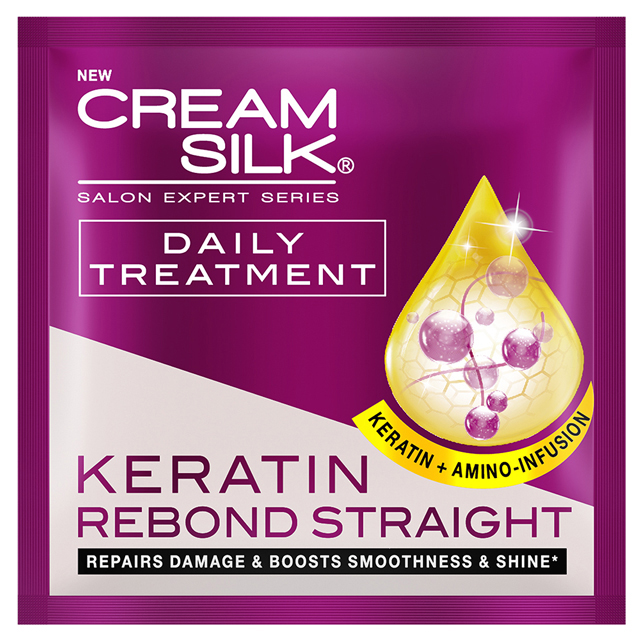 NEW
CREAM
SILK®
SALON EXPERT SERIES
DAILY
TREATMENT
KERATIN + AMINO-INFUSION
KERATIN
REBOND STRAIGHT
REPAIRS DAMAGE & BOOSTS SMOOTHNESS & SHINE*